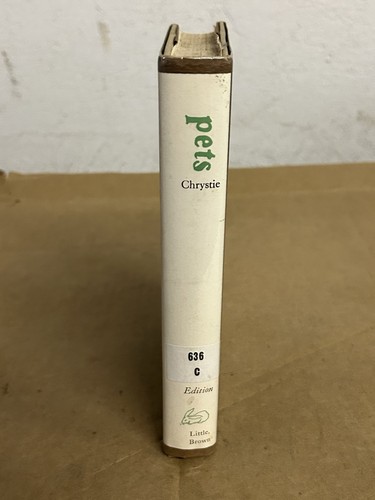 pets
Chrystie
636
C
Edition
Little,
Brown